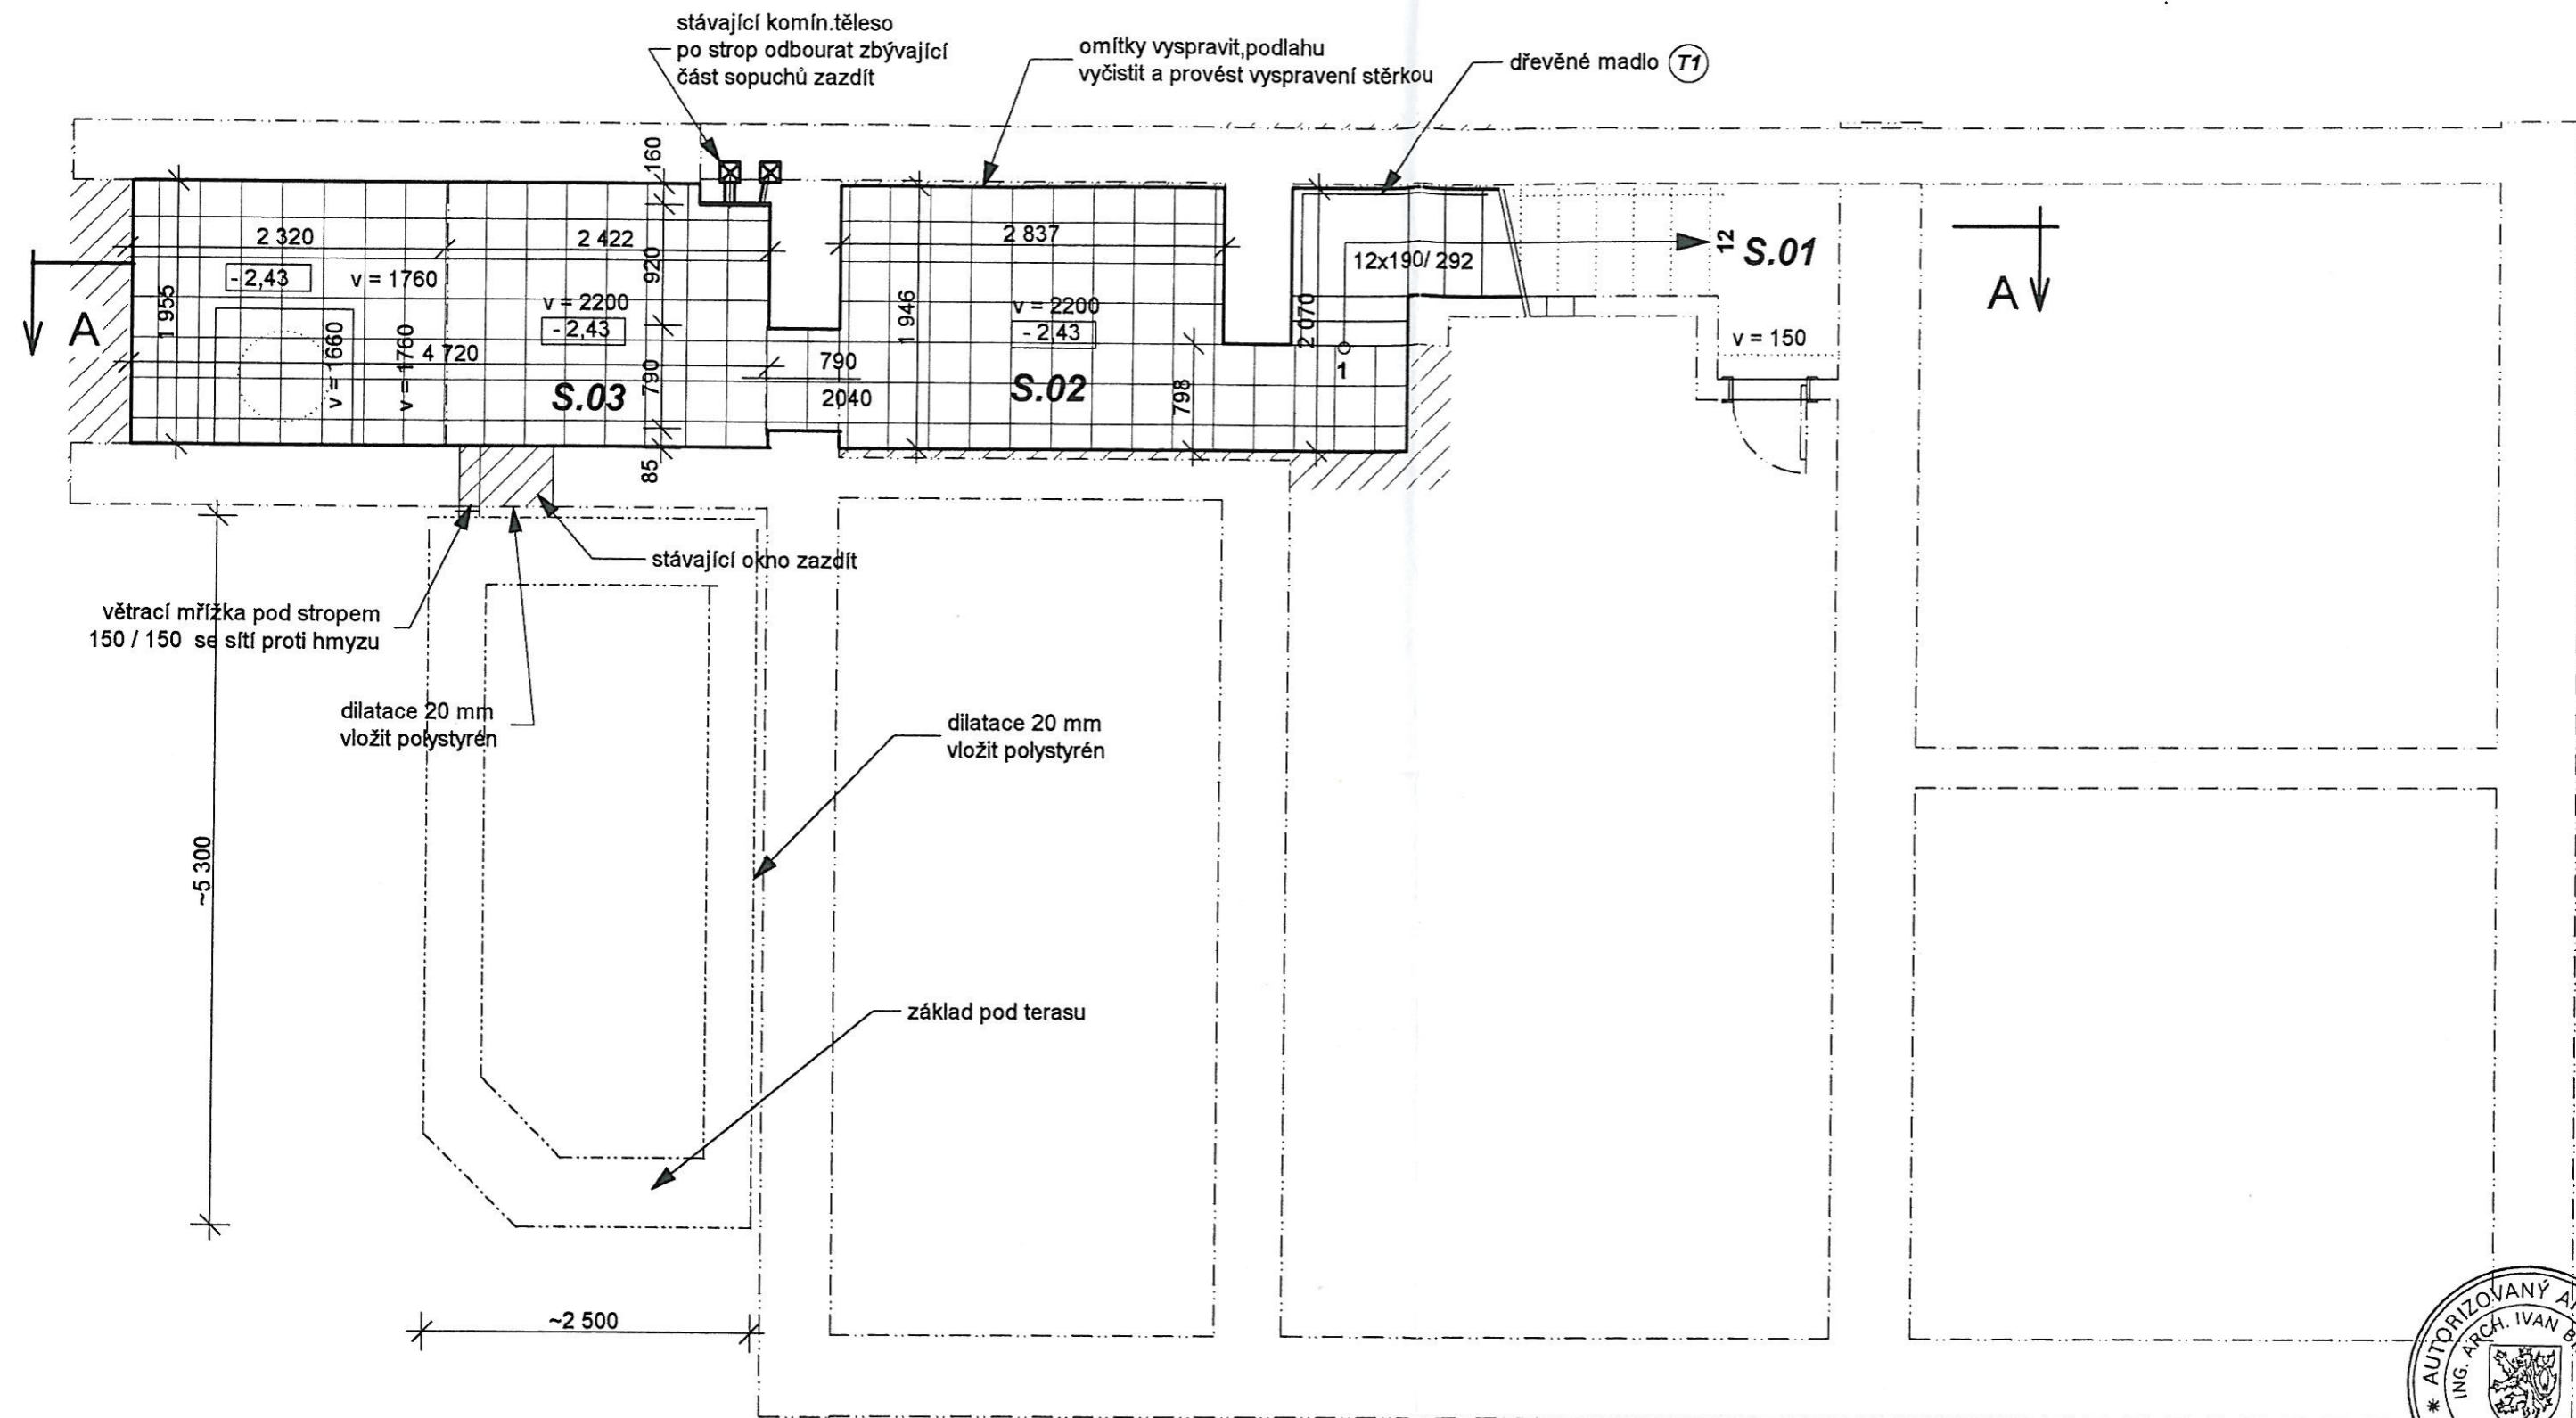 stávající komín.těleso
po strop odbourat zbývající
část sopuchů zazdít
omítky vyspravit,podlahu
vyčistit a provést vyspravení stěrkou
dřevěné madlo T1
160
2 320
2 422
2 837
12
S.01
920
12x190/ 292
- 2,43
v = 1760
v = 2200
- 2,43
v = 2200
- 2,43
A
A
1 955
1 946
2 070
v = 1660
v = 1760
4 720
790
v = 150
790
1
S.03
2040
S.02
798
85
stávající okno zazdít
větrací mřížka pod stropem
150 / 150 se sítí proti hmyzu
dilatace 20 mm
vložit polystyrén
dilatace 20 mm
vložit polystyrén
~5 300
základ pod terasu
~2 500
* AUTORIZOVANÝ
ING. ARCH. IVAN